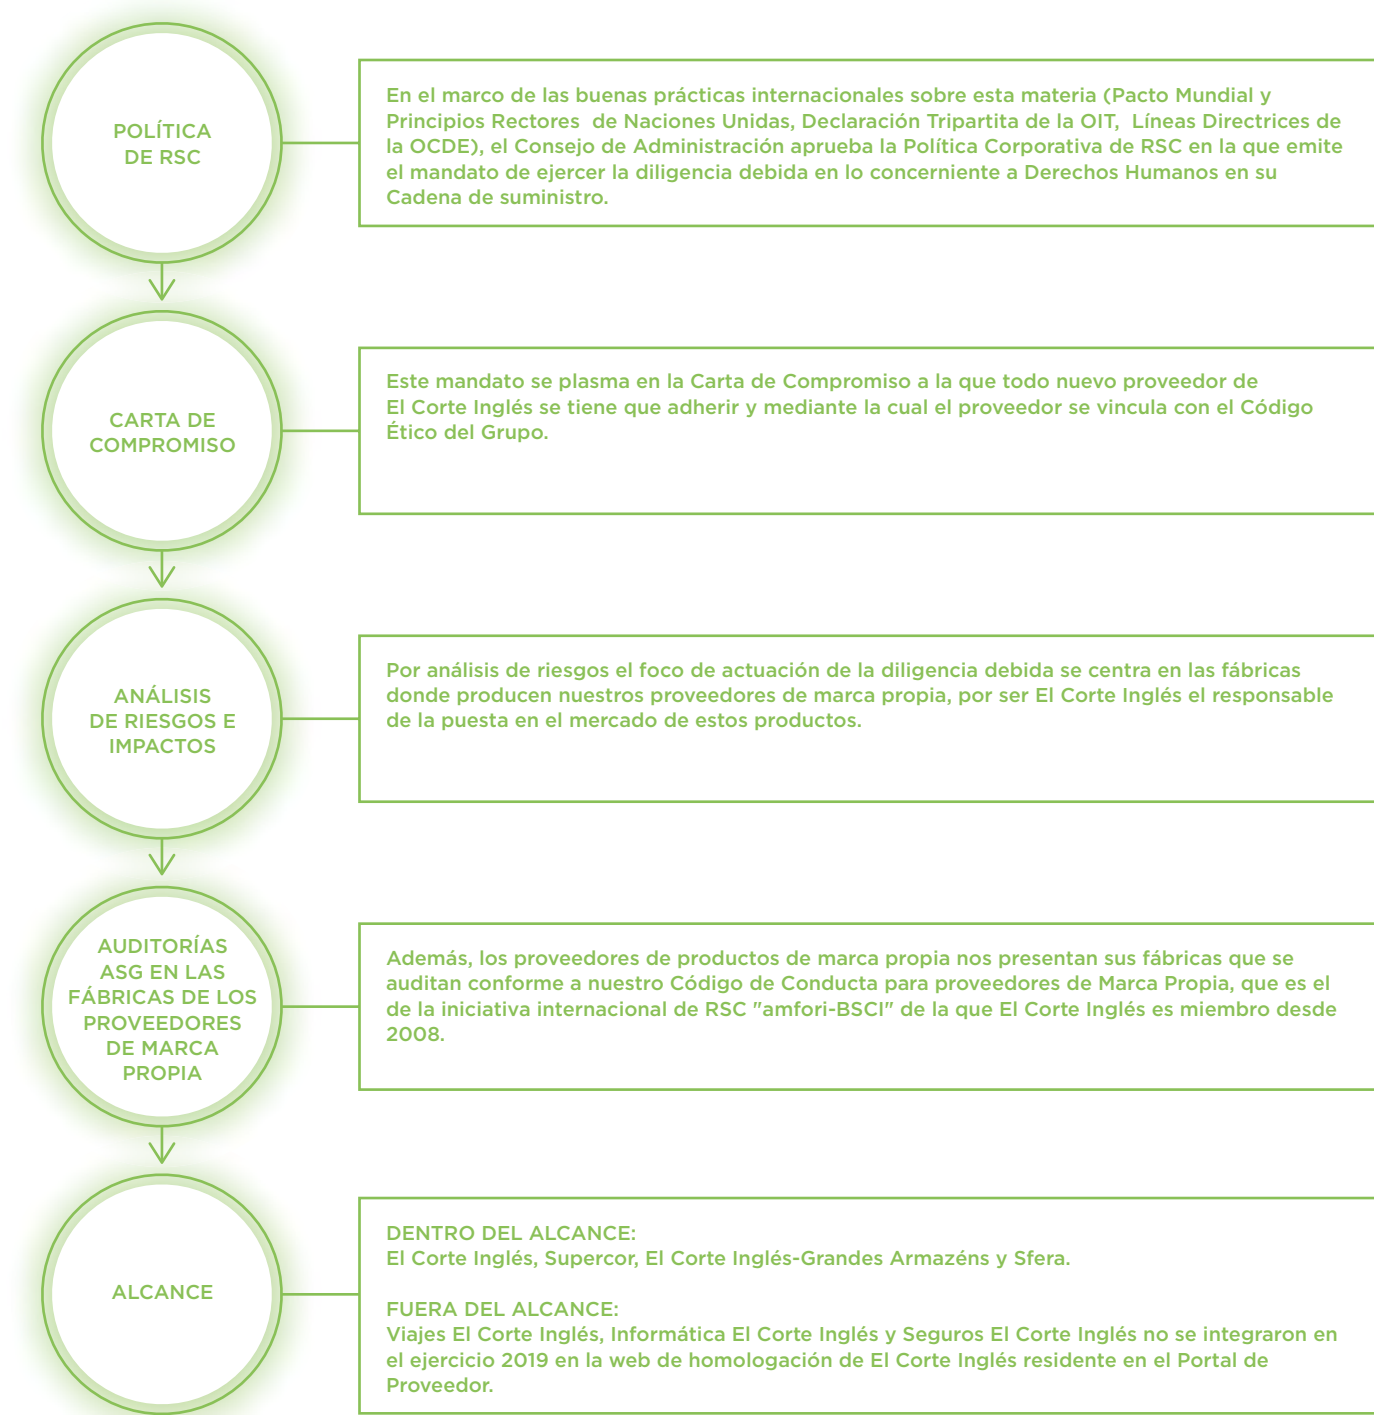 POLÍTICA
DE RSC
En el marco de las buenas prácticas internacionales sobre esta materia (Pacto Mundial y
Principios Rectores  de Naciones Unidas, Declaración Tripartita de la OIT,  Líneas Directrices de
la OCDE), el Consejo de Administración aprueba la Política Corporativa de RSC en la que emite
el mandato de ejercer la diligencia debida en lo concerniente a Derechos Humanos en su
Cadena de suministro.
CARTA DE
COMPROMISO
Este mandato se plasma en la Carta de Compromiso a la que todo nuevo proveedor de
El Corte Inglés se tiene que adherir y mediante la cual el proveedor se vincula con el Código
Ético del Grupo.
ANÁLISIS
DE RIESGOS E
IMPACTOS
Por análisis de riesgos el foco de actuación de la diligencia debida se centra en las fábricas
donde producen nuestros proveedores de marca propia, por ser El Corte Inglés el responsable
de la puesta en el mercado de estos productos.
AUDITORÍAS
ASG EN LAS
FÁBRICAS DE LOS
PROVEEDORES
DE MARCA
PROPIA
Además, los proveedores de productos de marca propia nos presentan sus fábricas que se
auditan conforme a nuestro Código de Conducta para proveedores de Marca Propia, que es el
de la iniciativa internacional de RSC "amfori-BSCI" de la que El Corte Inglés es miembro desde
2008.
ALCANCE
DENTRO DEL ALCANCE:
El Corte Inglés, Supercor, El Corte Inglés-Grandes Armazéns y Sfera.
FUERA DEL ALCANCE:
Viajes El Corte Inglés, Informática El Corte Inglés y Seguros El Corte Inglés no se integraron en
el ejercicio 2019 en la web de homologación de El Corte Inglés residente en el Portal de
Proveedor.